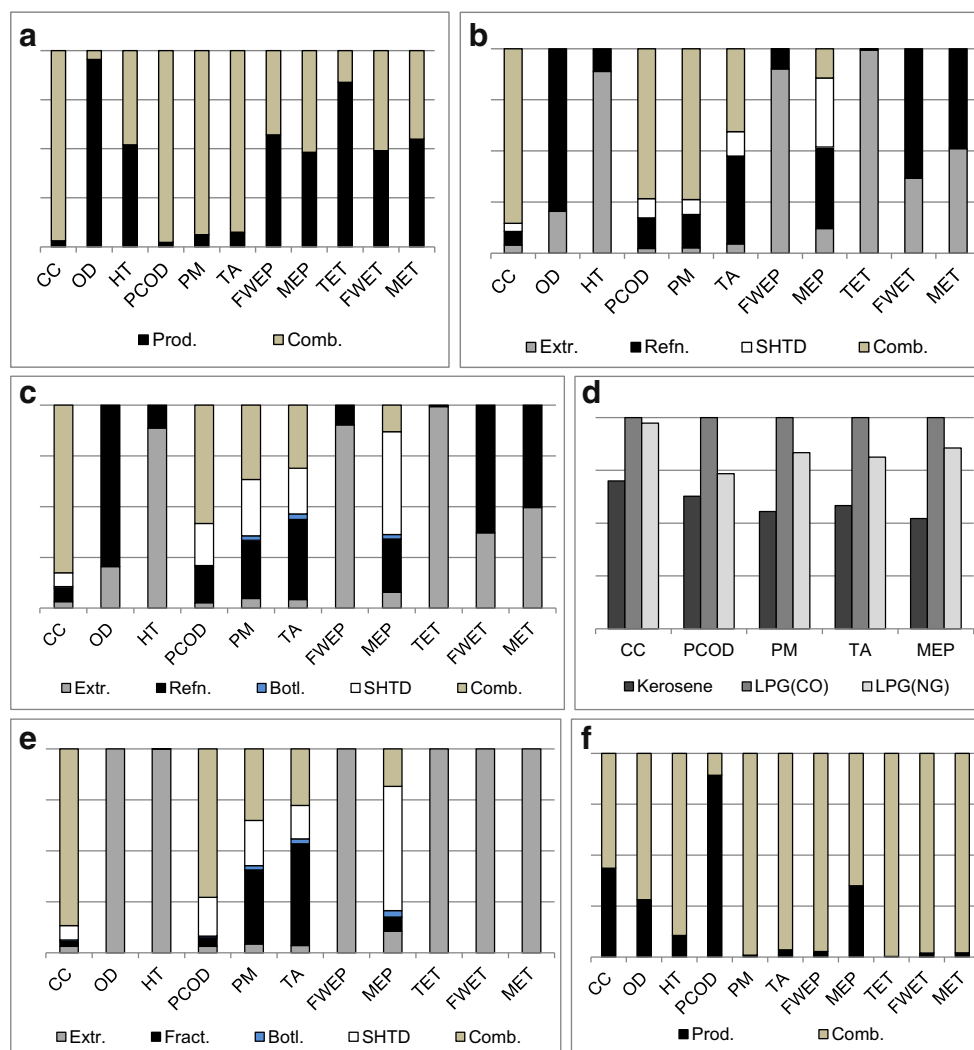 a
CC OD HT PCOD PM TA FWEP MEP TET FWET MET
Prod. Comb.
b
CC OD HT PCOD PM TA FWEP MEP TET FWET MET
Extr. Refn. SHTD Comb.
c
CC OD HT PCOD PM TA FWEP MEP TET FWET MET
Extr. Refn. Botl. SHTD Comb.
d
CC PCOD PM TA MEP
Kerosene LPG(CO) LPG(NG)
e
CC OD HT PCOD PM TA FWEP MEP TET FWET MET
Extr. Fract. Botl. SHTD Comb.
f
CC OD HT PCOD PM TA FWEP MEP TET FWET MET
Prod. Comb.